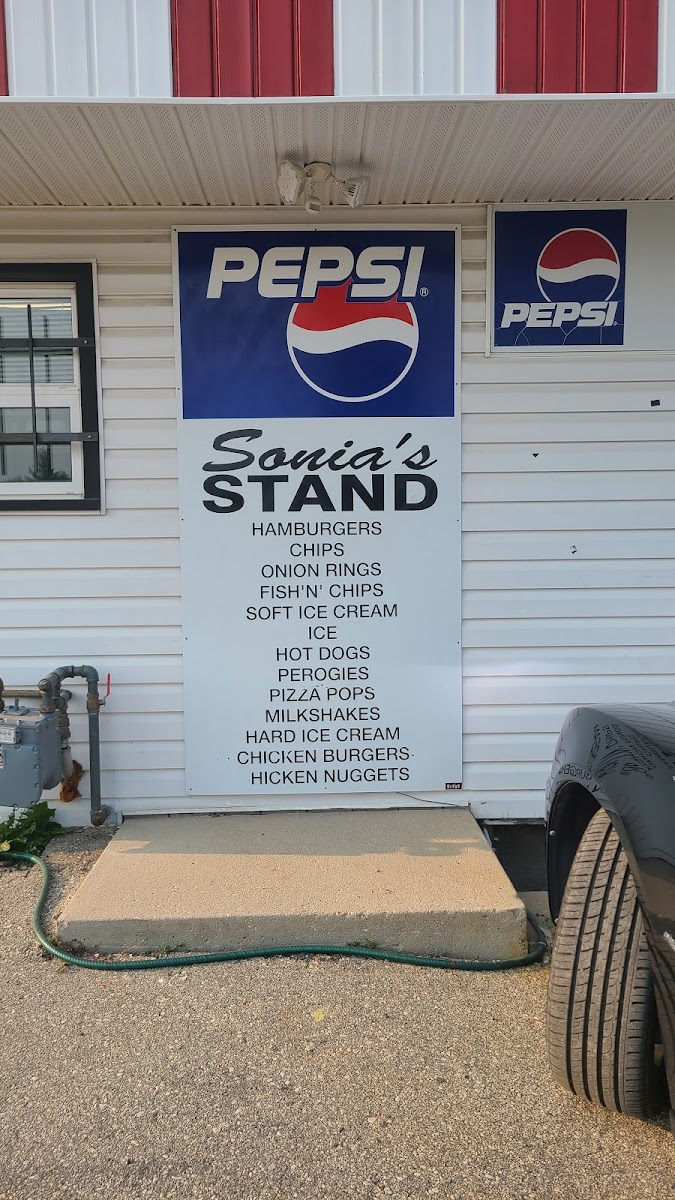 PEPSI®
PEPSI
Sonia's
STAND
HAMBURGERS
CHIPS
ONION RINGS
FISH'N' CHIPS
SOFT ICE CREAM
ICE
HOT DOGS
PEROGIES
PIZZA POPS
MILKSHAKES
HARD ICE CREAM
CHICKEN BURGERS
HICKEN NUGGETS